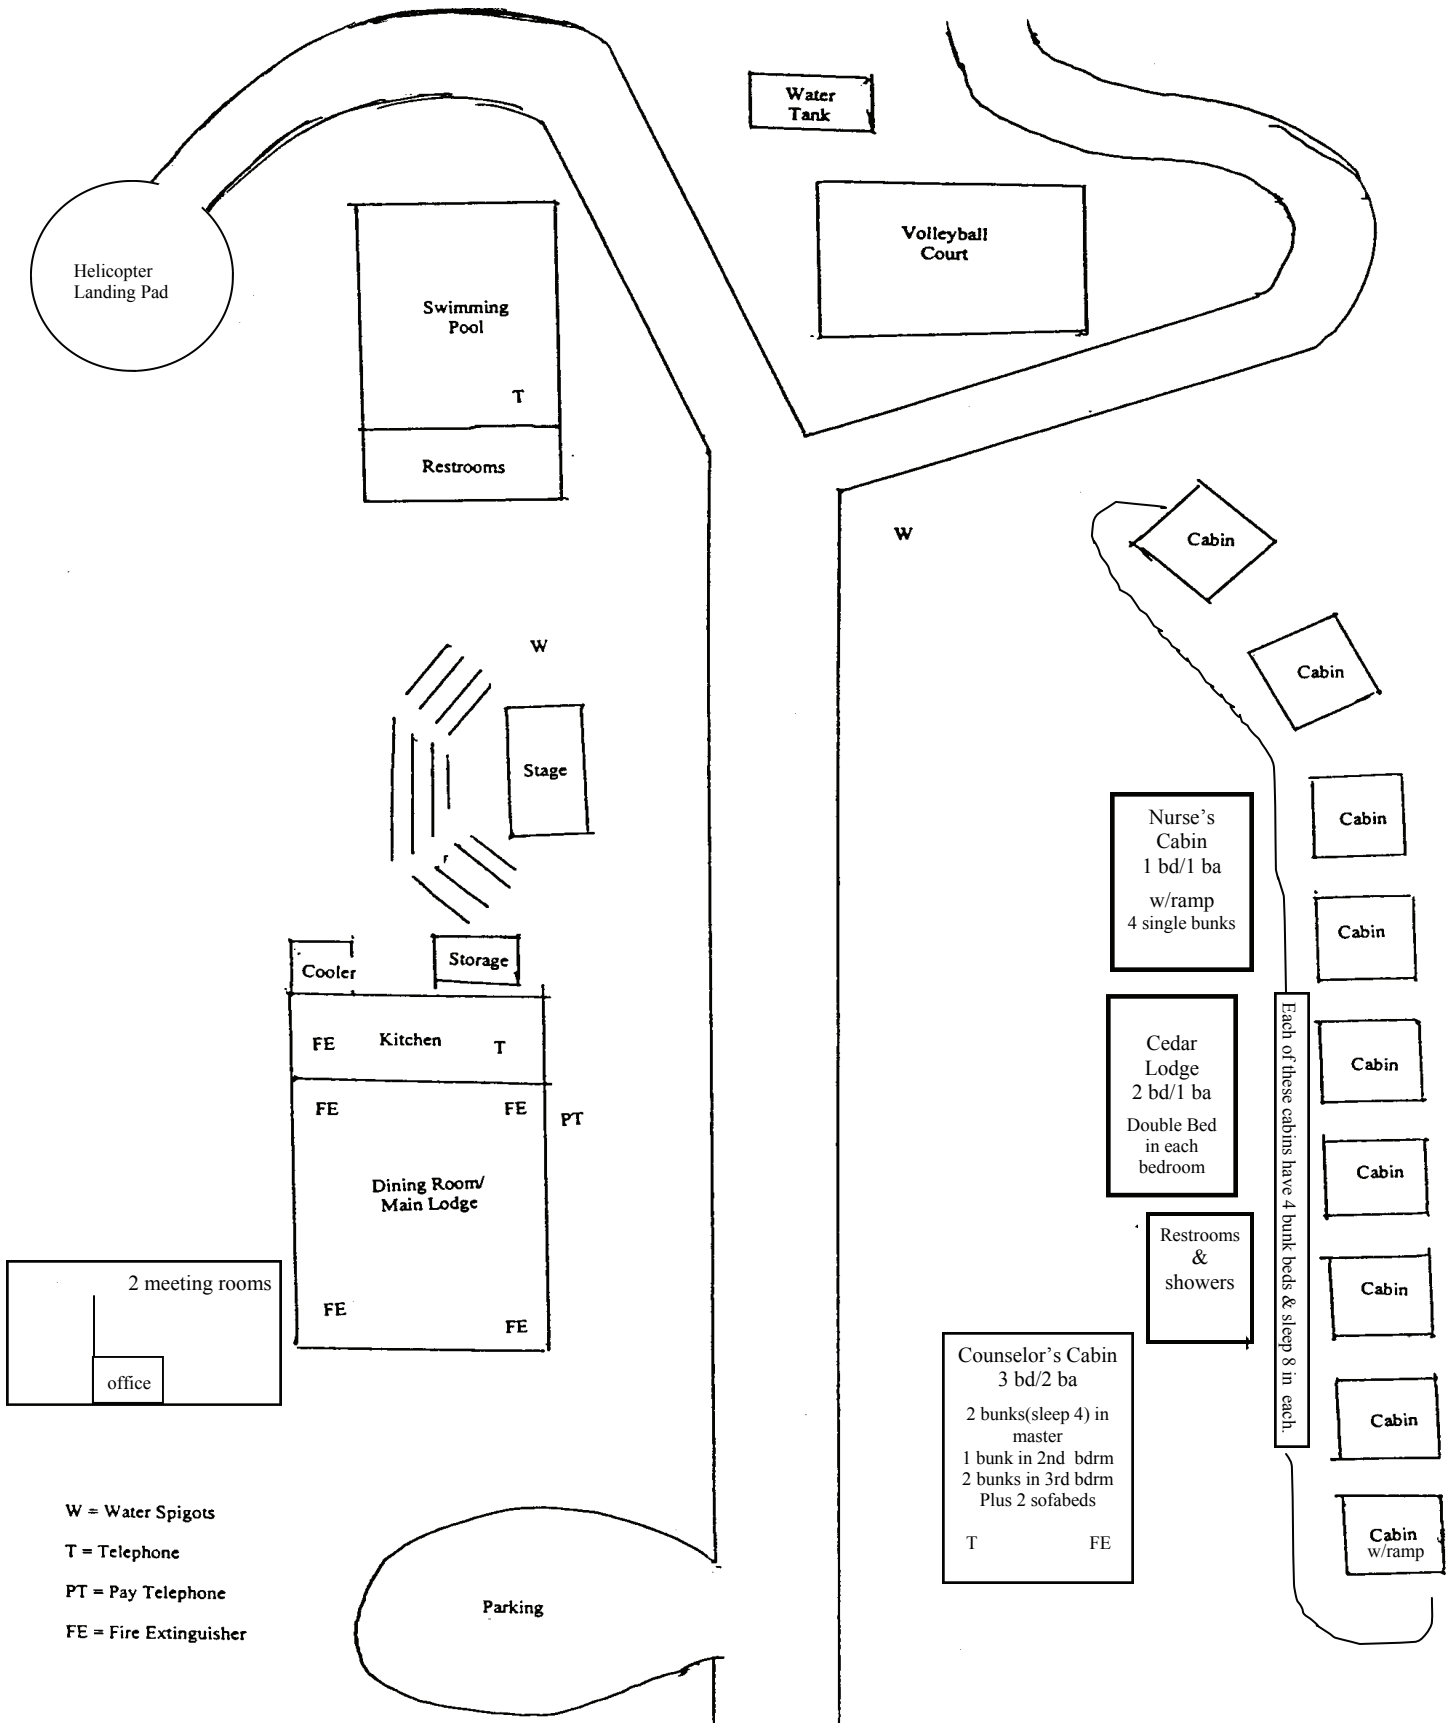 Water
Tank
Volleyball
Court
Helicopter
Landing Pad
Swimming
Pool
T
Restrooms
W
Cabin
Cabin
W
Stage
Cabin
Nurse's
Cabin
1 bd/1 ba
w/ramp
4 single bunks
Cabin
Storage
Cooler
FE
Kitchen
T
FE
FE
PT
Dining Room/
Main Lodge
FE
FE
Cedar
Lodge
2 bd/1 ba
Double Bed
in each
bedroom
Each of these cabins have 4 bunk beds & sleep 8 in each.
Cabin
Cabin
Restrooms
&
showers
Cabin
2 meeting rooms
office
Counselor's Cabin
3 bd/2 ba
2 bunks(sleep 4) in
master
1 bunk in 2nd bdrm
2 bunks in 3rd bdrm
Plus 2 sofabeds
T
FE
Cabin
Cabin
w/ramp
W = Water Spigots
T = Telephone
PT = Pay Telephone
FE = Fire Extinguisher
Parking